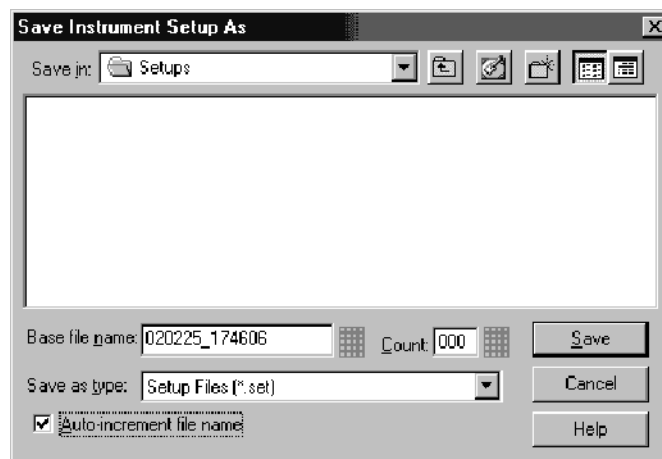 Save Instrument Setup As
Save in: Setups
Base file name: 020225_174606 Count: 000 Save
Save as type: Setup Files (*.set) Cancel
Auto-increment file name Help